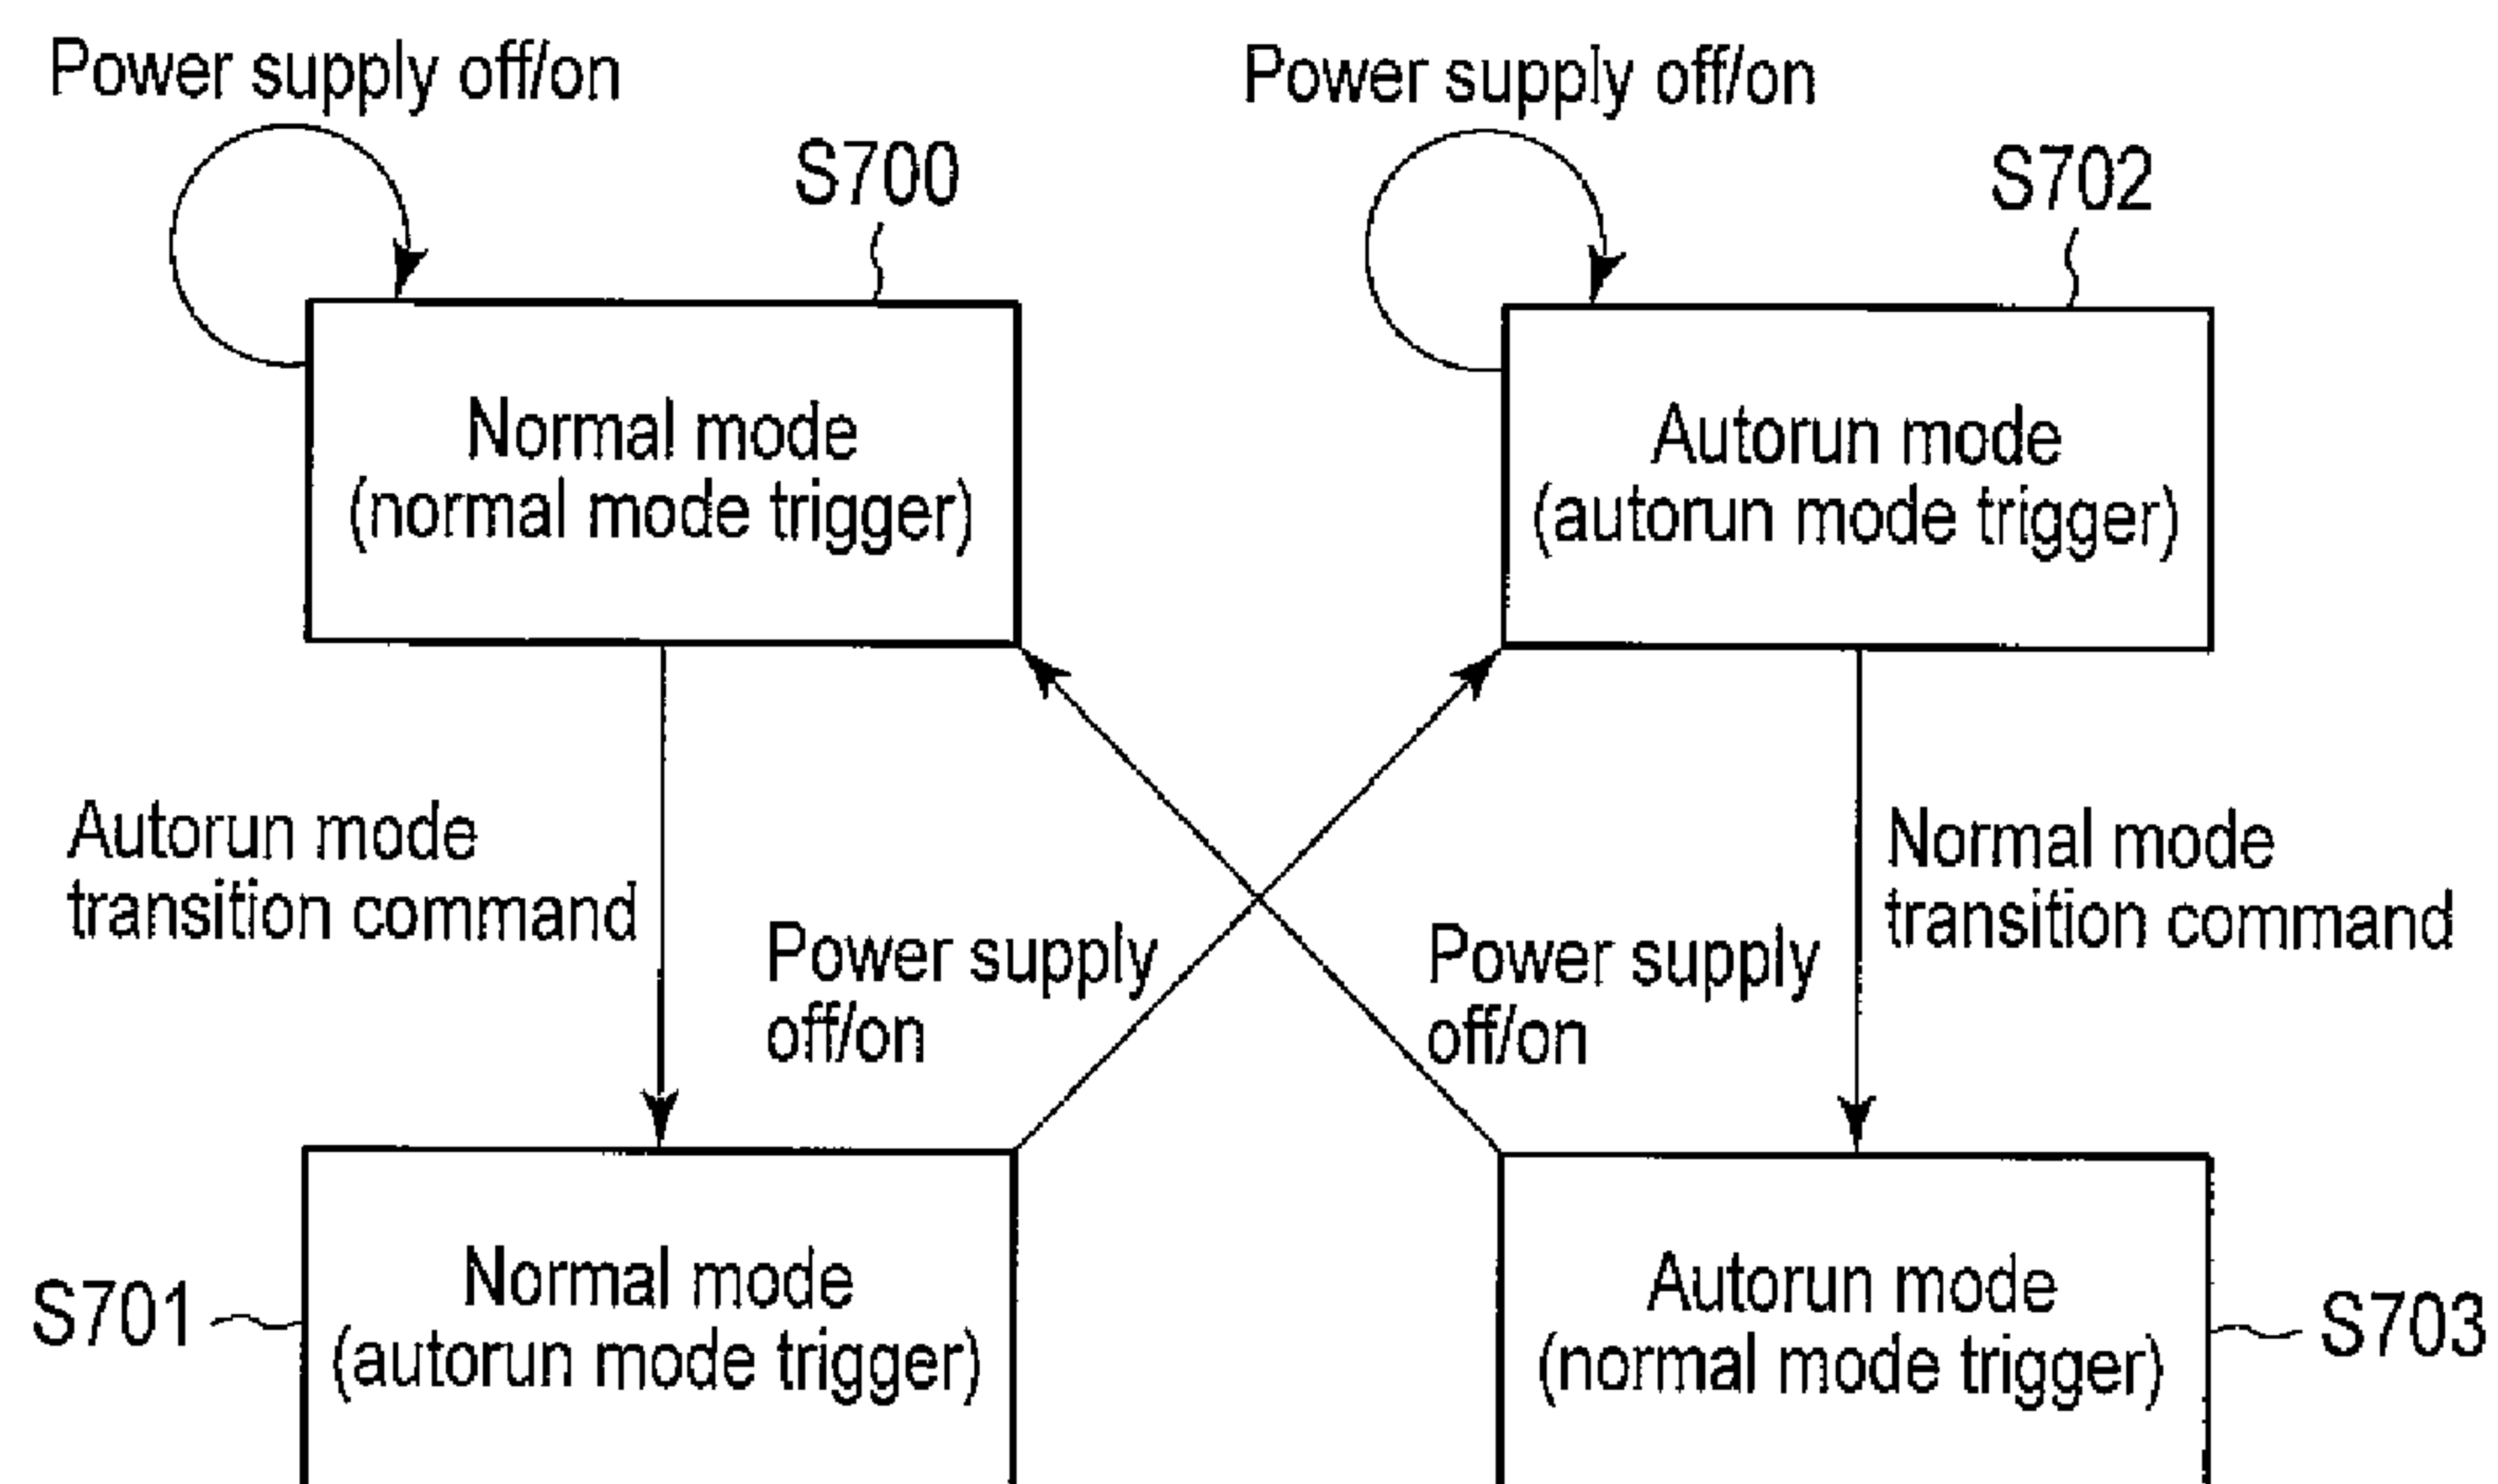 Power supply off/on
Power supply off/on
S700
S702
Normal mode
(normal mode trigger)
Autorun mode
(autorun mode trigger)
Autorun mode
transition command
Normal mode
transition command
Power supply
off/on
Power supply
off/on
S701
Normal mode
(autorun mode trigger)
Autorun mode
(normal mode trigger)
S703